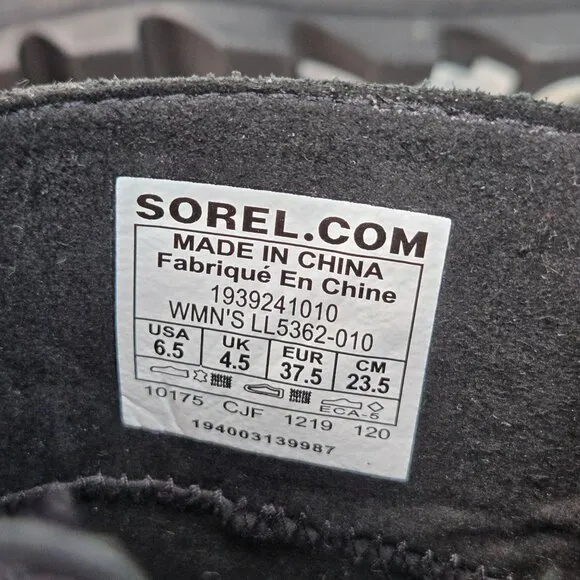 SOREL.COM
MADE IN CHINA
Fabriqué En Chine
1939241010
WMN'S LL5362-010
USA UK EUR CM
6.5 4.5 37.5 23.5
ECA-5
10175 CJF 1219 120
194003139987